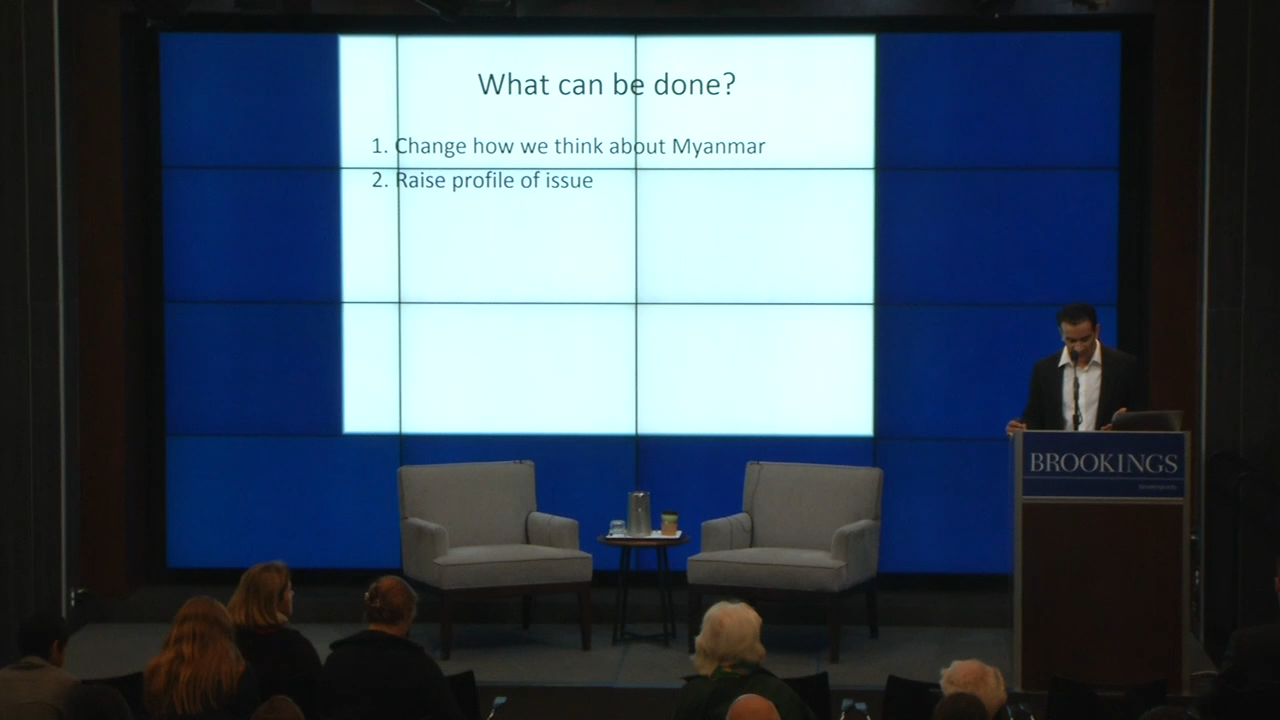 What can be done?
1. Change how we think about Myanmar
2. Raise profile of issue
BROOKINGS